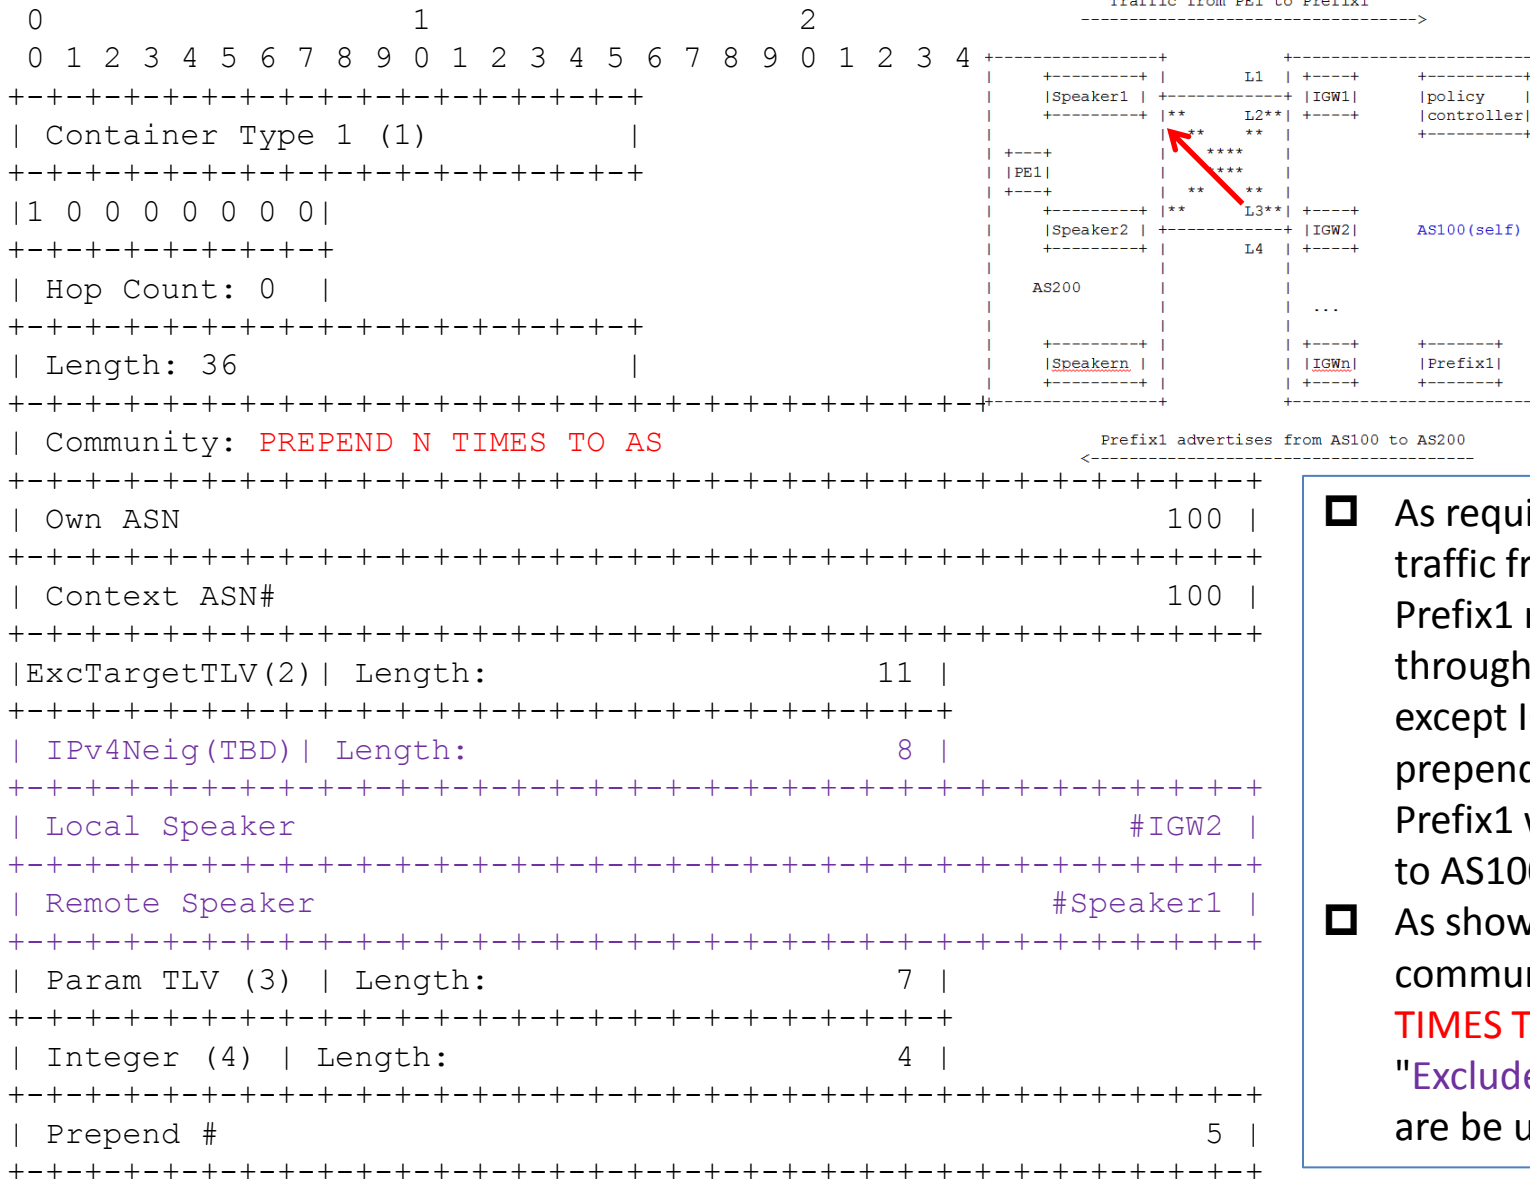 0 1 2
0 1 2 3 4 5 6 7 8 9 0 1 2 3 4 5 6 7 8 9 0 1 2 3 4
+-+-+-+-+-+-+-+-+-+-+-+-+-+-+-+-+
| Container Type 1 (1) |
+-+-+-+-+-+-+-+-+-+-+-+-+-+-+-+-+
|1 0 0 0 0 0 0 0|
+-+-+-+-+-+-+-+-+
| Hop Count: 0 |
+-+-+-+-+-+-+-+-+-+-+-+-+-+-+-+-+
| Length: 36 |
+-+-+-+-+-+-+-+-+-+-+-+-+-+-+-+-+-+-+-+-+-+-+-+-+-+
| Community: PREPEND N TIMES TO AS
+-+-+-+-+-+-+-+-+-+-+-+-+-+-+-+-+-+-+-+-+-+-+-+-+-+-+-+-+-+-+-+-+
| Own ASN 100 |
+-+-+-+-+-+-+-+-+-+-+-+-+-+-+-+-+-+-+-+-+-+-+-+-+-+-+-+-+-+-+-+-+
| Context ASN# 100 |
+-+-+-+-+-+-+-+-+-+-+-+-+-+-+-+-+-+-+-+-+-+-+-+-+-+-+-+-+-+-+-+-+
|ExcTargetTLV(2)| Length: 11 |
+-+-+-+-+-+-+-+-+-+-+-+-+-+-+-+-+-+-+-+-+-+-+-+-+
| IPv4Neig(TBD)| Length: 8 |
+-+-+-+-+-+-+-+-+-+-+-+-+-+-+-+-+-+-+-+-+-+-+-+-+-+-+-+-+-+-+-+-+
| Local Speaker #IGW2 |
+-+-+-+-+-+-+-+-+-+-+-+-+-+-+-+-+-+-+-+-+-+-+-+-+-+-+-+-+-+-+-+-+
| Remote Speaker #Speaker1 |
+-+-+-+-+-+-+-+-+-+-+-+-+-+-+-+-+-+-+-+-+-+-+-+-+-+-+-+-+-+-+-+-+
| Param TLV (3) | Length: 7 |
+-+-+-+-+-+-+-+-+-+-+-+-+-+-+-+-+-+-+-+-+-+-+-+-+
| Integer (4) | Length: 4 |
+-+-+-+-+-+-+-+-+-+-+-+-+-+-+-+-+-+-+-+-+-+-+-+-+-+-+-+-+-+-+-+-+
| Prepend # 5 |
+-+-+-+-+-+-+-+-+-+-+-+-+-+-+-+-+-+-+-+-+-+-+-+-+-+-+-+-+-+-+-+-+
Traffic from PE1 to Prefix1
----------------------------------->
L1
|Speaker1 | |IGW1| |policy |
L2 |controller|
|PE1|
L3
|Speaker2 | |IGW2| AS100(self)
L4
AS200
...
|Speakern | |IGWn| |Prefix1|
Prefix1 advertises from AS100 to AS200
<----------------------------------------
As requi
traffic fr
Prefix1
through
except I
prepend
Prefix1
to AS100
As show
commun
TIMES T
"Exclude
are be u